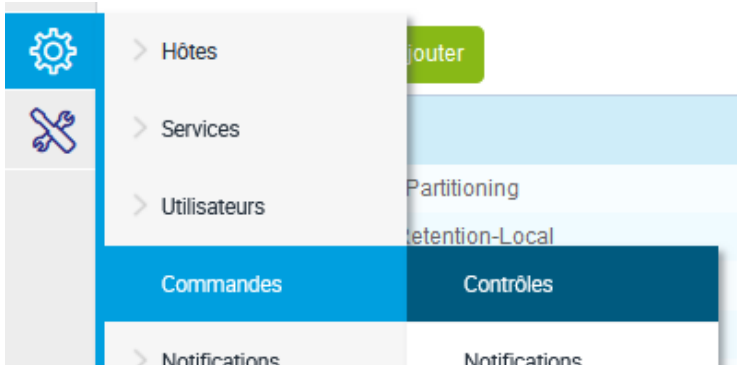 Hôtes
jouter
Services
Partitioning
Utilisateurs
etention-Local
Commandes
Contrôles
Notifications
Notifications